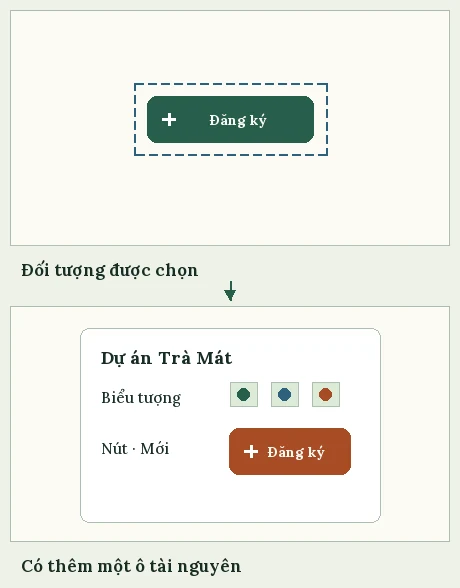 Đăng ký
Đối tượng được chọn
Dự án Trà Mát
Biểu tượng
Nút · Mới
Đăng ký
Có thêm một ô tài nguyên